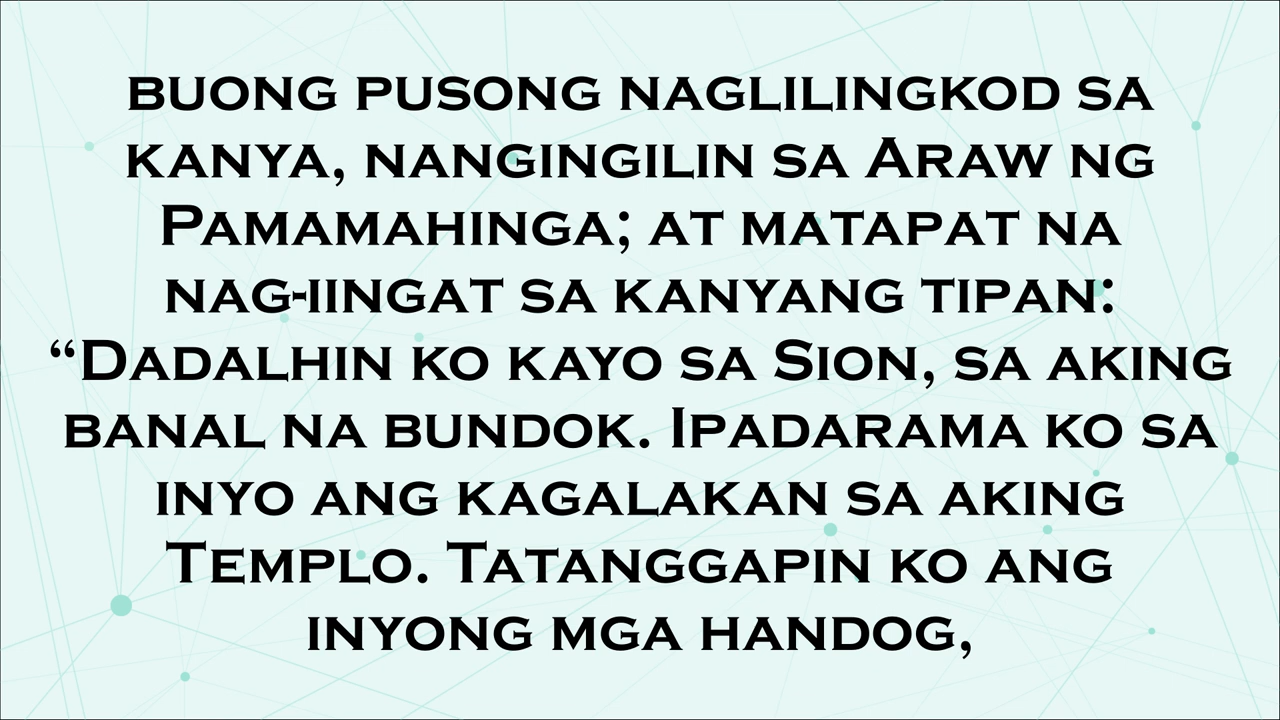 buong pusong naglilingkod sa
kanya, nangingilin sa Araw ng
Pamamahinga; at matapat na
nag-iingat sa kanyang tipan:
“Dadalhin ko kayo sa Sion, sa aking
banal na bundok. Ipadarama ko sa
inyo ang kagalakan sa aking
Templo. Tatanggapin ko ang
inyong mga handog,